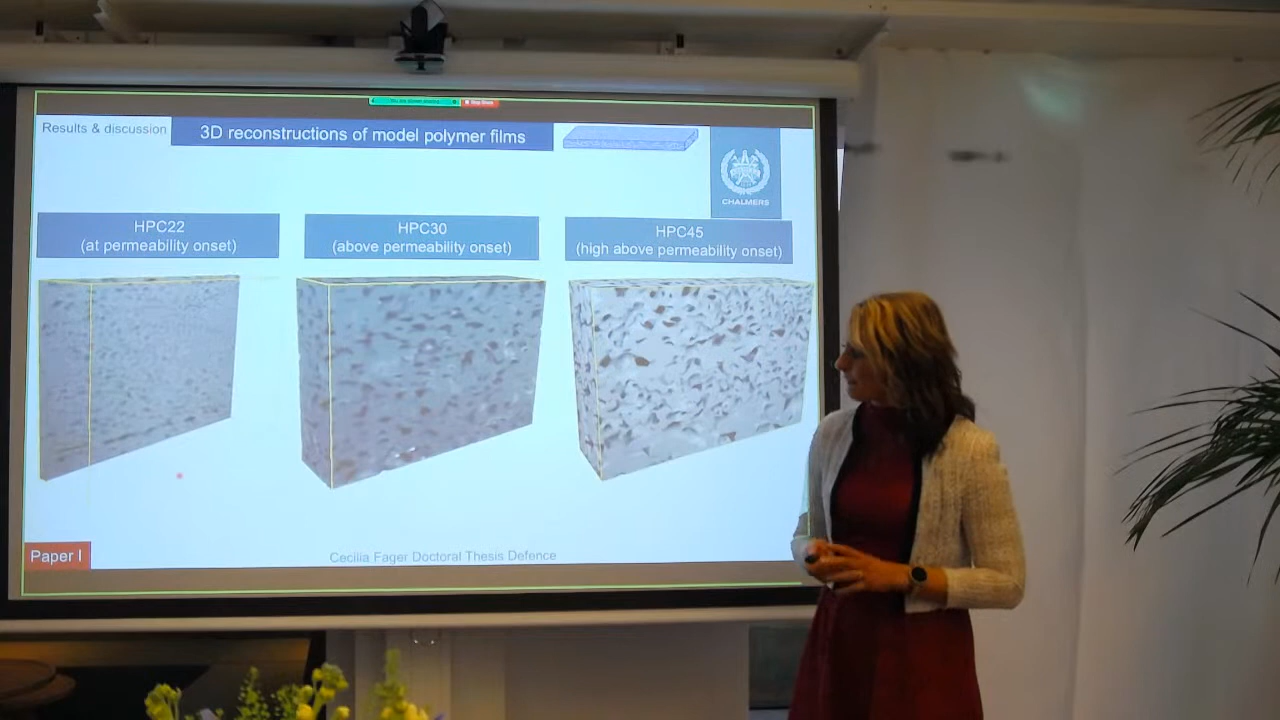 Results & discussion
3D reconstructions of model polymer films
CHALMERS
HPC22
(at permeability onset)
HPC30
(above permeability onset)
HPC45
(high above permeability onset)
Paper I
Cecilia Fager Doctoral Thesis Defence